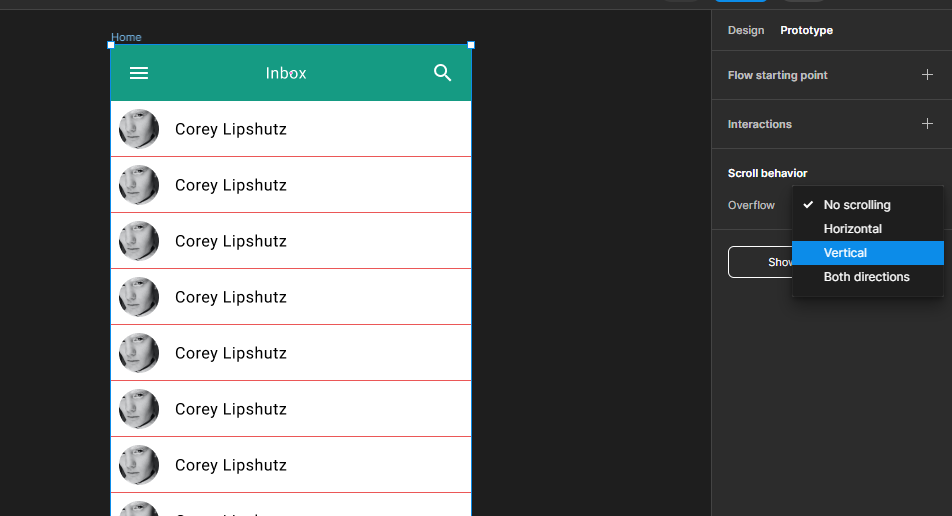 Home
Inbox
Corey Lipshutz
Corey Lipshutz
Corey Lipshutz
Corey Lipshutz
Corey Lipshutz
Corey Lipshutz
Corey Lipshutz
Design Prototype
Flow starting point
Interactions
Scroll behavior
Overflow
No scrolling
Horizontal
Vertical
Both directions
Show